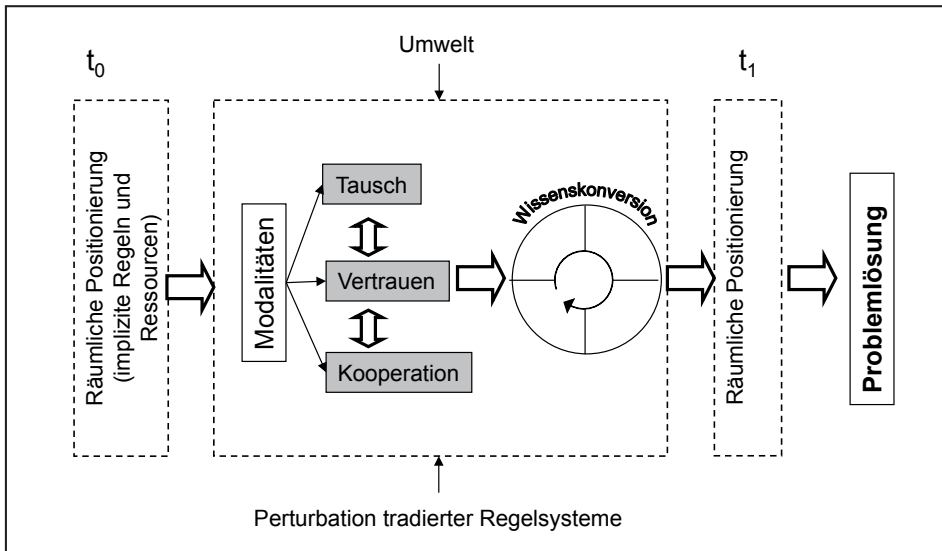 Umwelt
t0
t1
Räumliche Positionierung
(implizite Regeln und
Ressourcen)
Modalitäten
Tausch
Vertrauen
Kooperation
Wissenskonversion
Räumliche Positionierung
Problemlösung
Perturbation tradierter Regelsysteme